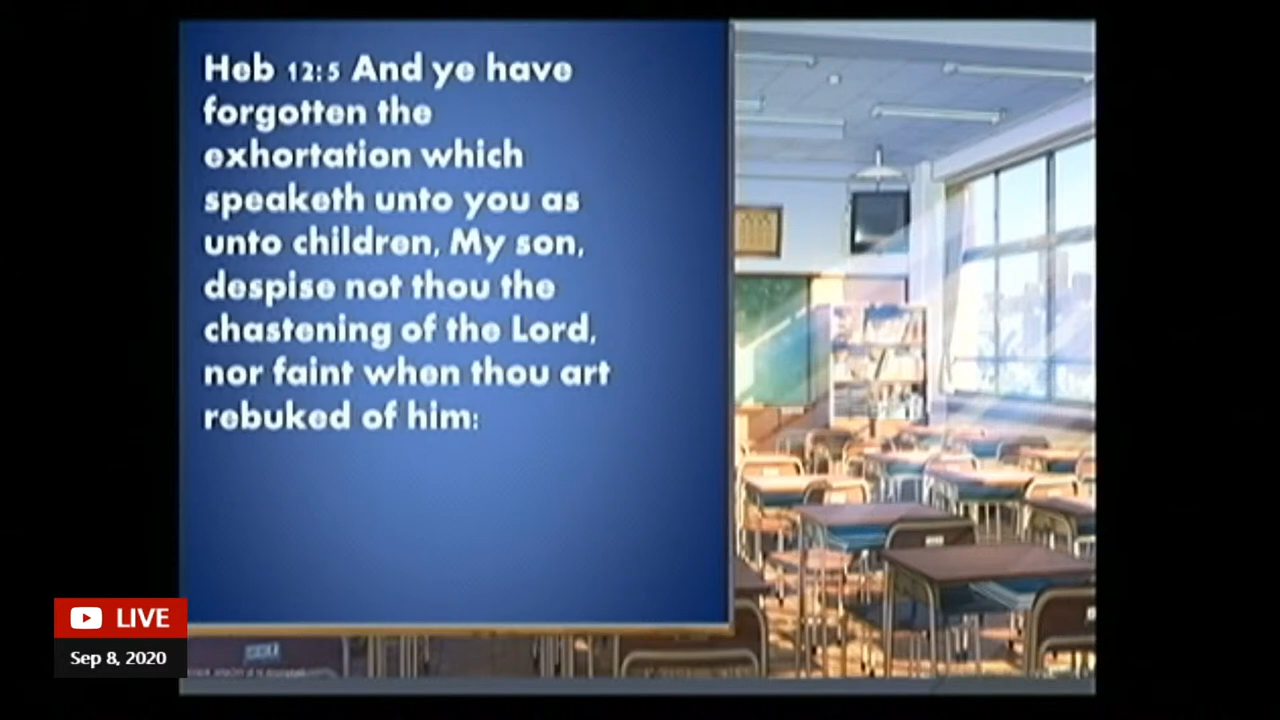 Heb 12:5 And ye have
forgotten the
exhortation which
speaketh unto you as
unto children, My son,
despise not thou the
chastening of the Lord,
nor faint when thou art
rebuked of him:
LIVE
Sep 8, 2020